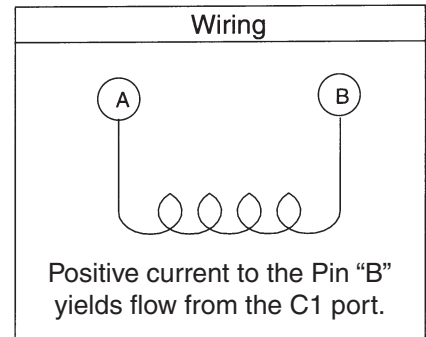 Wiring
A B
Positive current to the Pin “B”
yields flow from the C1 port.